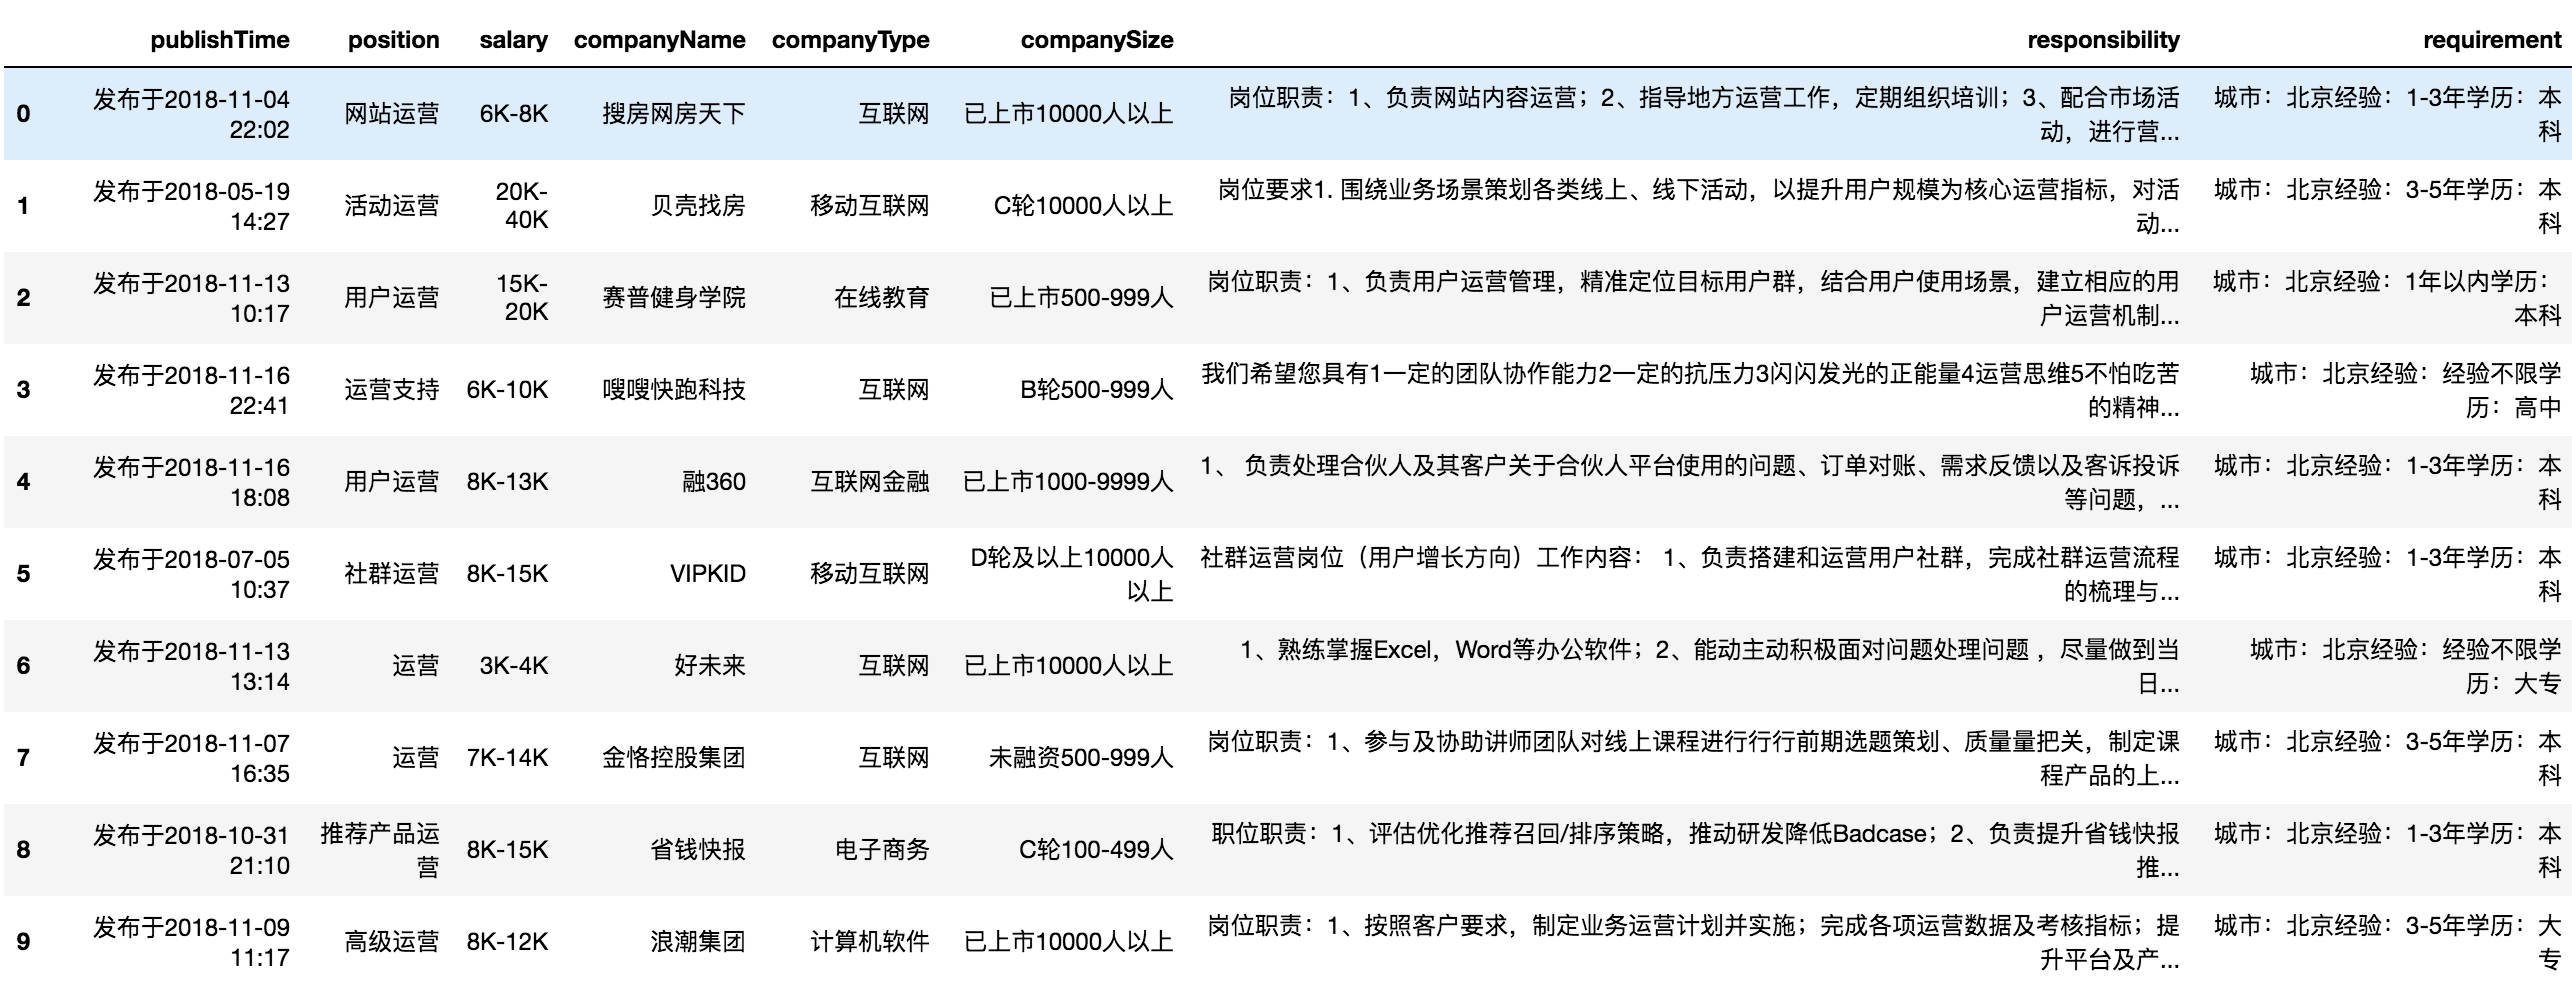 publishTime position salary companyName companyType companySize responsibility requirement
0 发布于2018-11-04 22:02 网站运营 6K-8K 搜房网房天下 互联网 已上市10000人以上 岗位职责：1、负责网站内容运营；2、指导地方运营工作，定期组织培训；3、配合市场活动，进行营... 城市：北京经验：1-3年学历：本科
1 发布于2018-05-19 14:27 活动运营 20K-40K 贝壳找房 移动互联网 C轮10000人以上 岗位要求1. 围绕业务场景策划各类线上、线下活动，以提升用户规模为核心运营指标，对活动... 城市：北京经验：3-5年学历：本科
2 发布于2018-11-13 10:17 用户运营 15K-20K 赛普健身学院 在线教育 已上市500-999人 岗位职责：1、负责用户运营管理，精准定位目标用户群，结合用户使用场景，建立相应的用户运营机制... 城市：北京经验：1年以内学历：本科
3 发布于2018-11-16 22:41 运营支持 6K-10K 嗖嗖快跑科技 互联网 B轮500-999人 我们希望您具有1一定的团队协作能力2一定的抗压力3闪闪发光的正能量4运营思维5不怕吃苦的精神... 城市：北京经验：经验不限学历：高中
4 发布于2018-11-16 18:08 用户运营 8K-13K 融360 互联网金融 已上市1000-9999人 1、 负责处理合伙人及其客户关于合伙人平台使用的问题、订单对账、需求反馈以及客诉投诉等问题，... 城市：北京经验：1-3年学历：本科
5 发布于2018-07-05 10:37 社群运营 8K-15K VIPKID 移动互联网 D轮及以上10000人以上 社群运营岗位（用户增长方向）工作内容： 1、负责搭建和运营用户社群，完成社群运营流程的梳理与... 城市：北京经验：1-3年学历：本科
6 发布于2018-11-13 13:14 运营 3K-4K 好未来 互联网 已上市10000人以上 1、熟练掌握Excel，Word等办公软件；2、能动主动积极面对问题处理问题 ，尽量做到当日... 城市：北京经验：经验不限学历：大专
7 发布于2018-11-07 16:35 运营 7K-14K 金恪控股集团 互联网 未融资500-999人 岗位职责：1、参与及协助讲师团队对线上课程进行行行前期选题策划、质量量把关，制定课程产品的上... 城市：北京经验：3-5年学历：本科
8 发布于2018-10-31 21:10 推荐产品运营 8K-15K 省钱快报 电子商务 C轮100-499人 职位职责：1、评估优化推荐召回/排序策略，推动研发降低Badcase；2、负责提升省钱快报推... 城市：北京经验：1-3年学历：本科
9 发布于2018-11-09 11:17 高级运营 8K-12K 浪潮集团 计算机软件 已上市10000人以上 岗位职责：1、按照客户要求，制定业务运营计划并实施；完成各项运营数据及考核指标；提升平台及产... 城市：北京经验：3-5年学历：大专